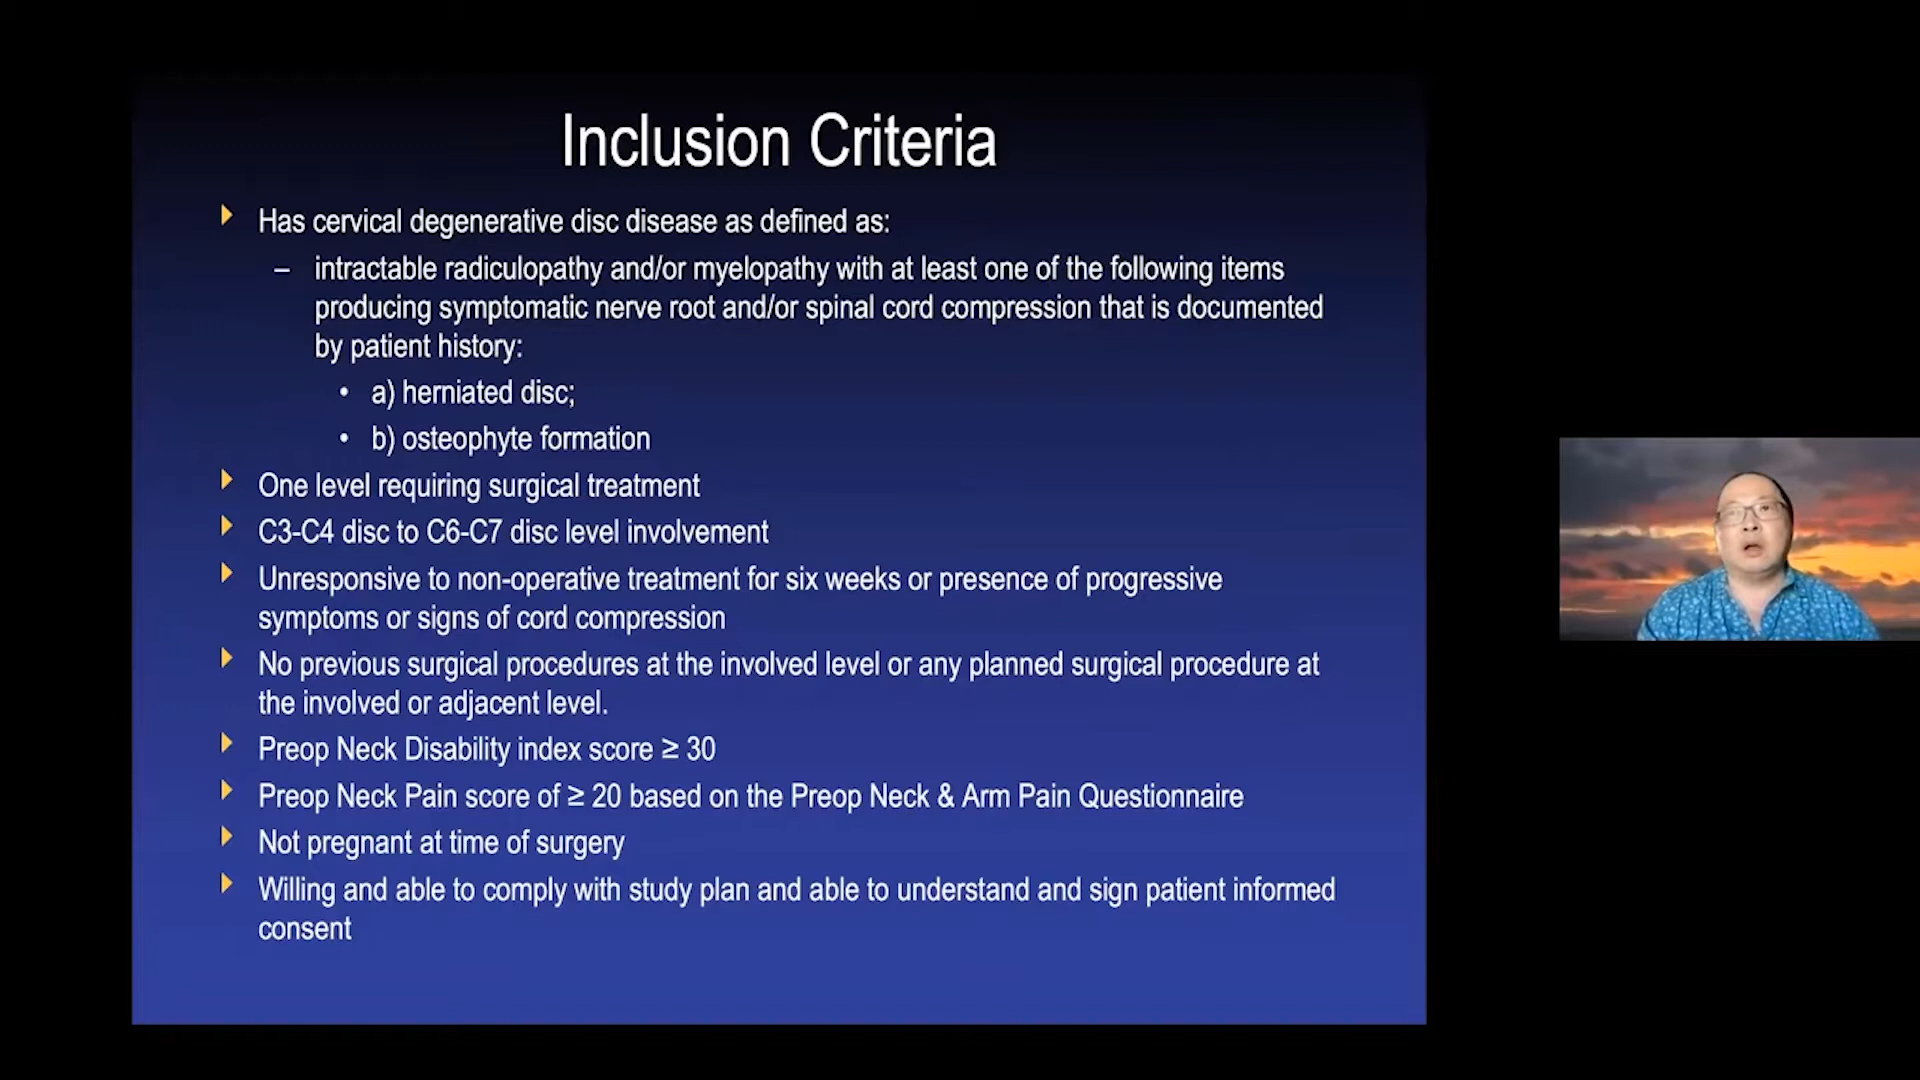 Inclusion Criteria
Has cervical degenerative disc disease as defined as:
– intractable radiculopathy and/or myelopathy with at least one of the following items
producing symptomatic nerve root and/or spinal cord compression that is documented
by patient history:
• a) herniated disc;
• b) osteophyte formation
One level requiring surgical treatment
C3-C4 disc to C6-C7 disc level involvement
Unresponsive to non-operative treatment for six weeks or presence of progressive
symptoms or signs of cord compression
No previous surgical procedures at the involved level or any planned surgical procedure at
the involved or adjacent level.
Preop Neck Disability index score ≥ 30
Preop Neck Pain score of ≥ 20 based on the Preop Neck & Arm Pain Questionnaire
Not pregnant at time of surgery
Willing and able to comply with study plan and able to understand and sign patient informed
consent